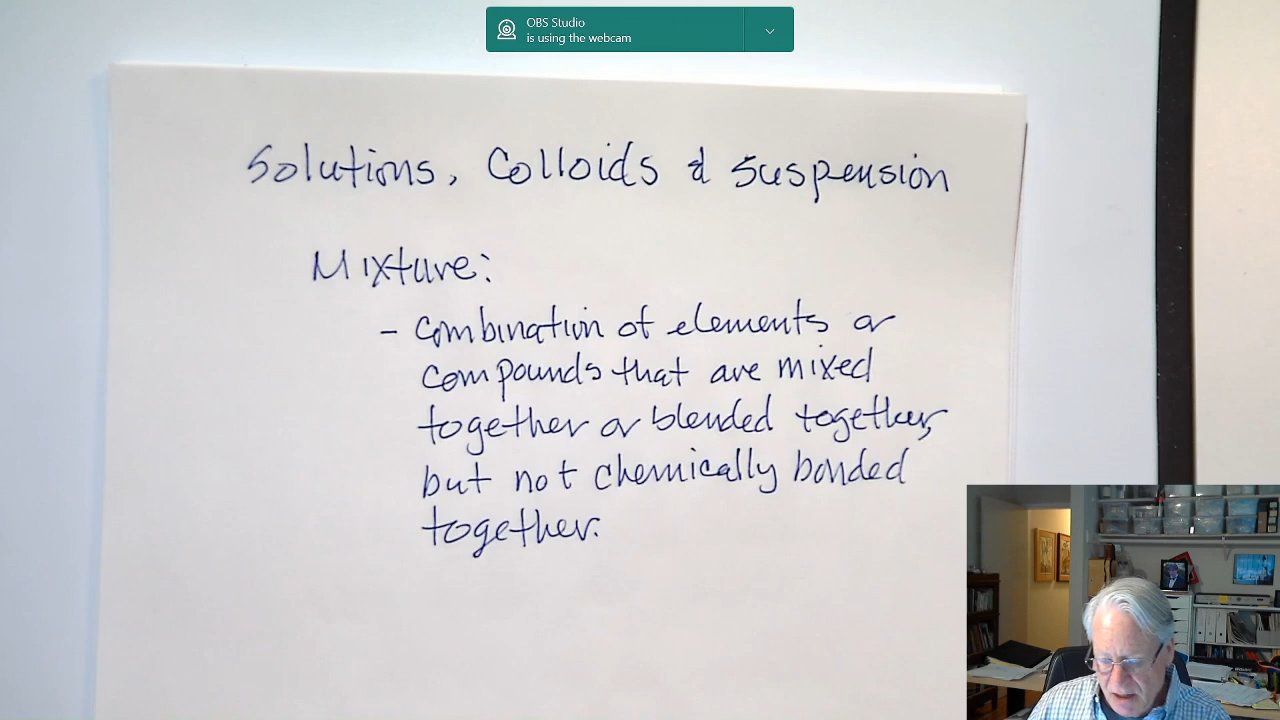 OBS Studio
is using the webcam
Solutions, Colloids & Suspension
Mixture:
- combination of elements or
compounds that are mixed
together or blended together,
but not chemically bonded
together.